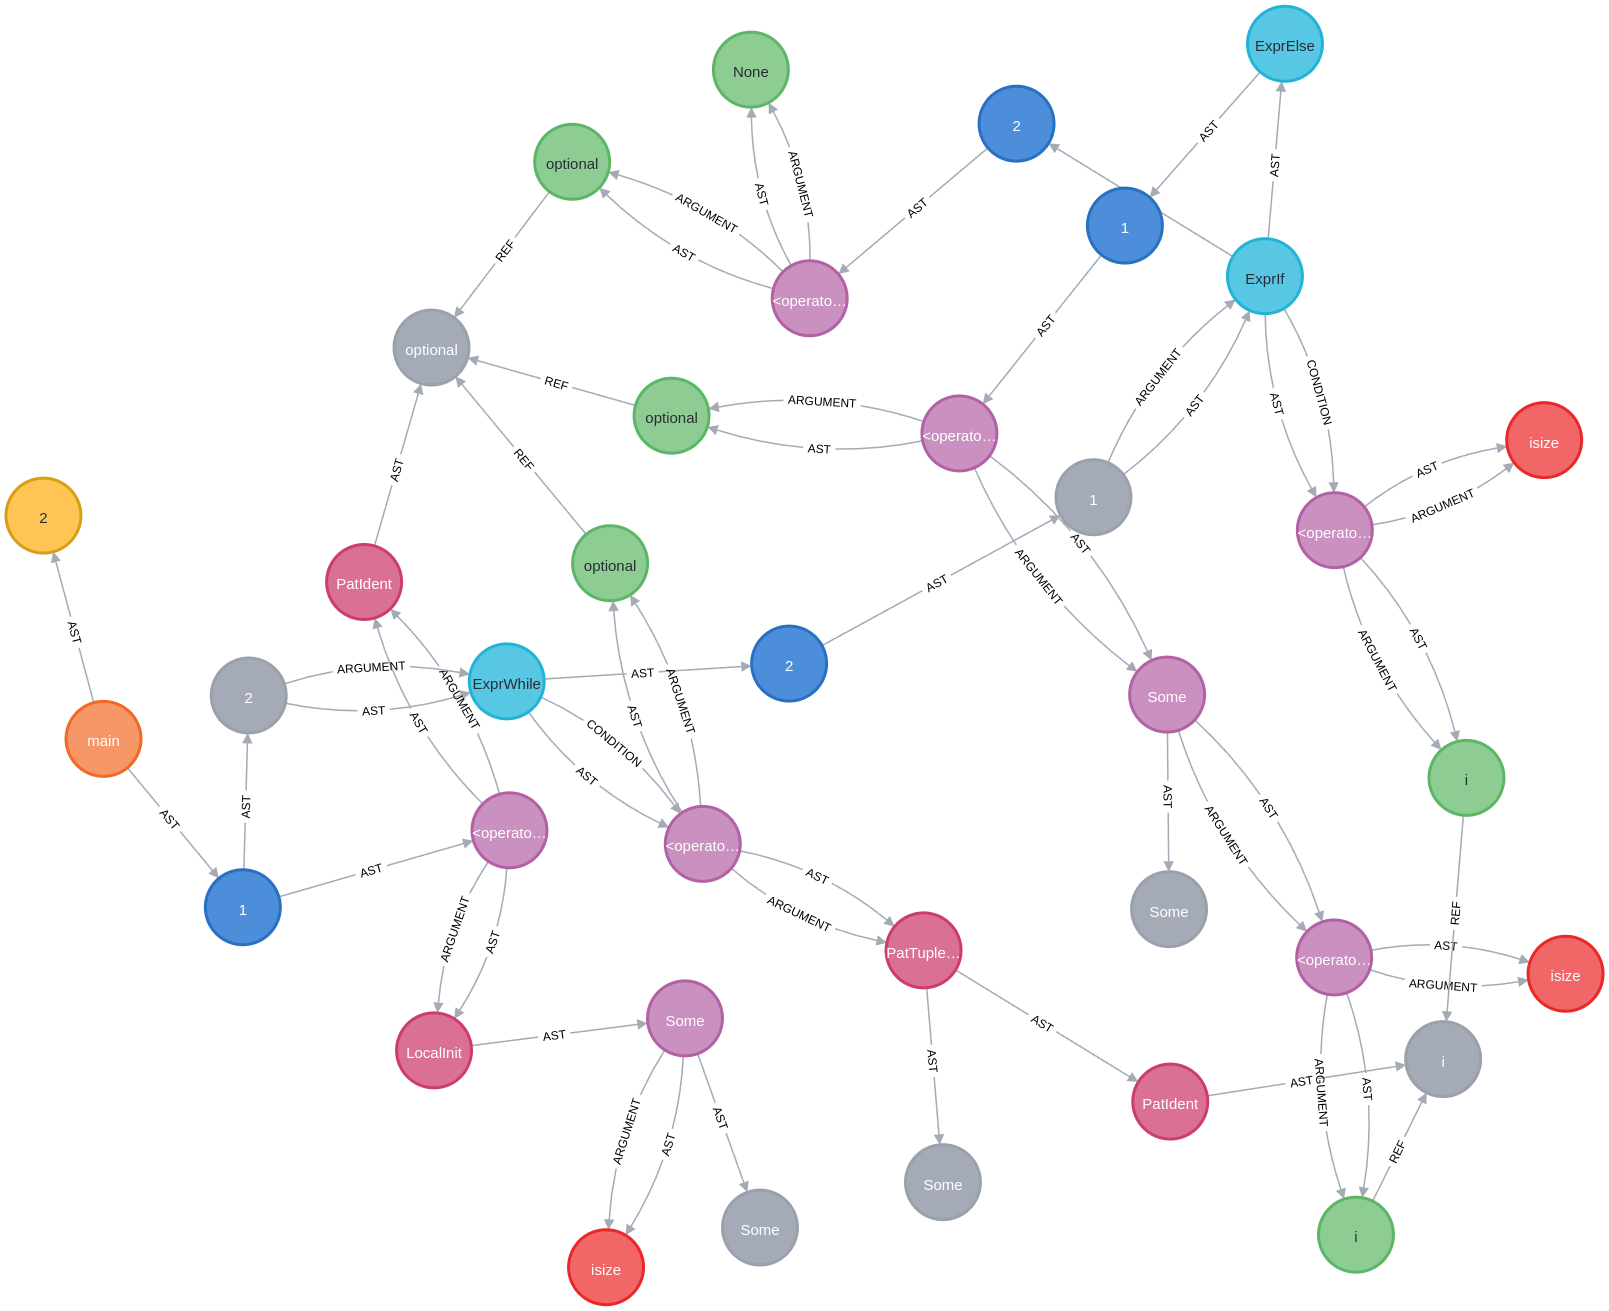 ExprElse
None
2
AST
optional
AST
ARGUMENT
AST
AST
ARGUMENT
AST
1
REF
AST
ExprIf
<operato...
AST
optional
REF
ARGUMENT
AST
CONDITION
ARGUMENT
AST
AST
optional
<operato...
isize
AST
REF
AST
1
AST
ARGUMENT
2
<operato...
AST
optional
ARGUMENT
PatIdent
AST
AST
AST
ARGUMENT
ARGUMENT
AST
2
ExprWhile
2
Some
ARGUMENT
ARGUMENT
AST
AST
AST
main
CONDITION
i
AST
AST
AST
AST
AST
<operato...
<operato...
ARGUMENT
AST
AST
1
ARGUMENT
Some
REF
ARGUMENT
AST
PatTuple...
<operato...
AST
isize
ARGUMENT
Some
AST
LocalInit
AST
AST
i
PatIdent
AST
ARGUMENT
AST
ARGUMENT
AST
AST
REF
Some
Some
i
isize